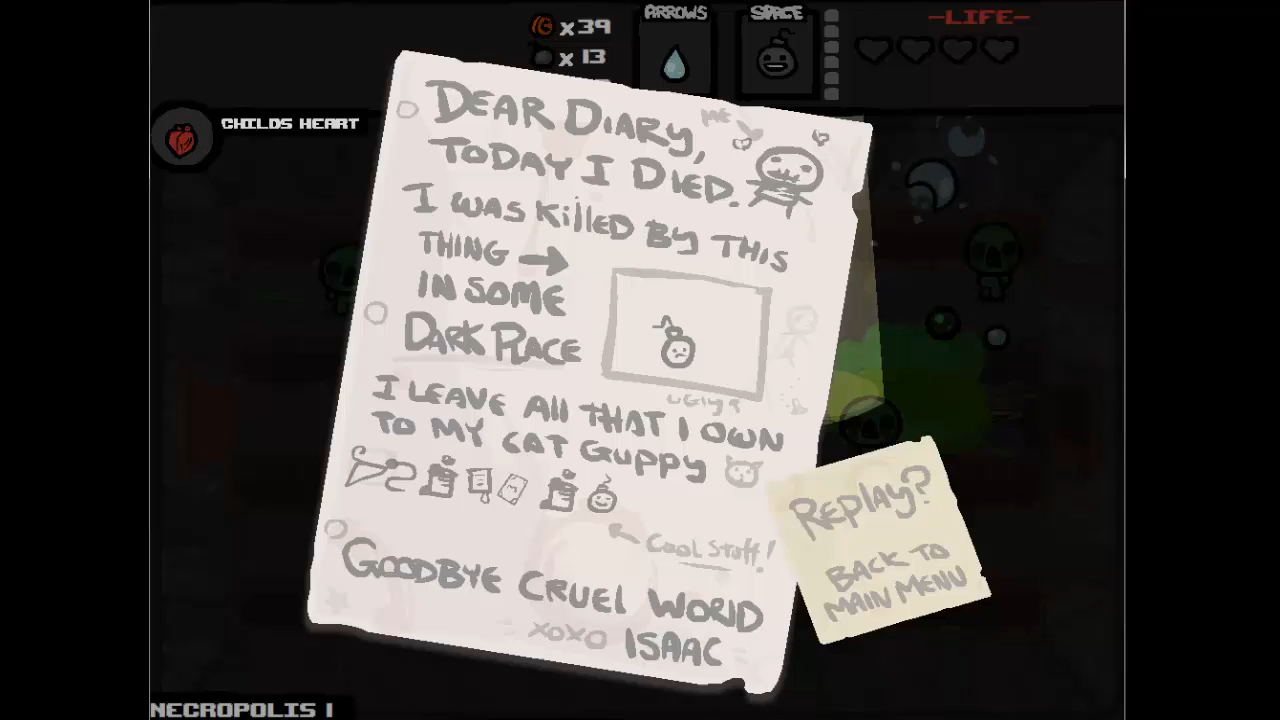 x39
x 13
ARROWS
SPACE
-LIFE-
CHILDS HEART
DEAR DIARY,
TODAY I DIED.
I WAS KILLED BY THIS
THING →
IN SOME
DARK PLACE
I LEAVE ALL THAT I OWN
TO MY CAT GUPPY
COOL STUFF!
GOODBYE CRUEL WORLD
XOXO ISAAC
REPLAY?
BACK TO
MAIN MENU
NECROPOLIS I